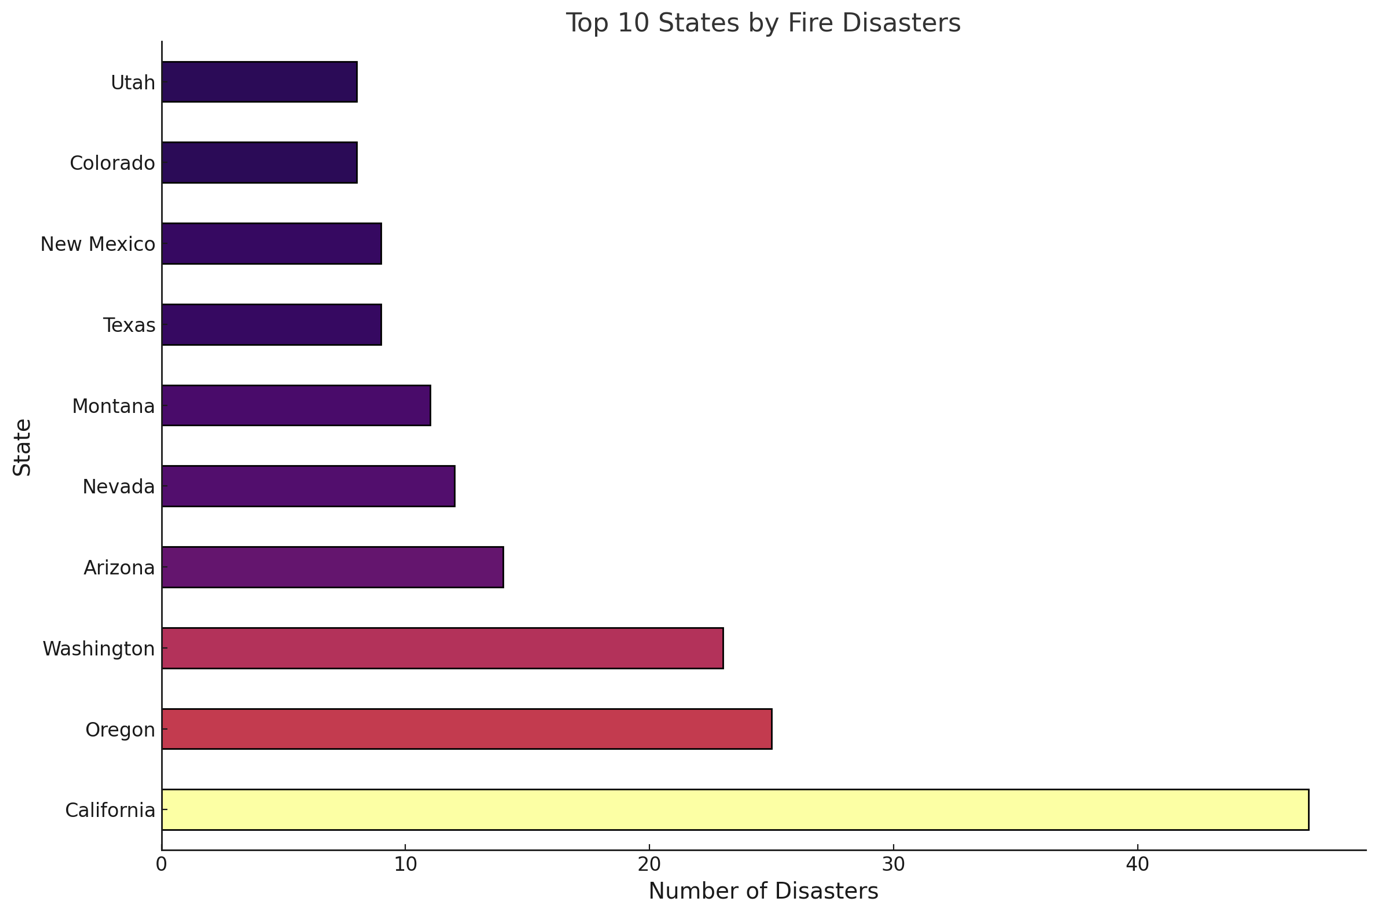 Top 10 States by Fire Disasters
Utah
Colorado
New Mexico
Texas
Montana
Nevada
Arizona
Washington
Oregon
California
State
0 10 20 30 40
Number of Disasters